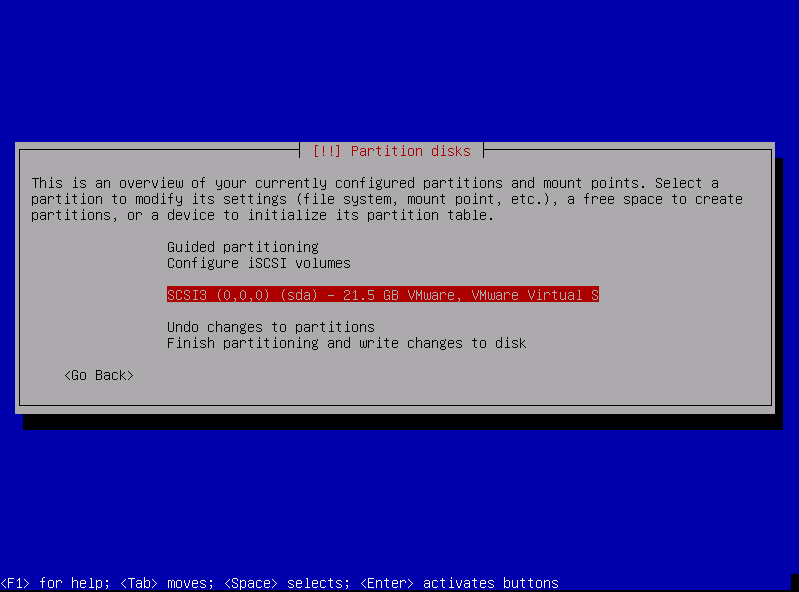 [!!] Partition disks
This is an overview of your currently configured partitions and mount points. Select a
partition to modify its settings (file system, mount point, etc.), a free space to create
partitions, or a device to initialize its partition table.
Guided partitioning
Configure iSCSI volumes
SCSI3 (0,0,0) (sda) - 21.5 GB VMware, VMware Virtual S
Undo changes to partitions
Finish partitioning and write changes to disk
<Go Back>
<F1> for help; <Tab> moves; <Space> selects; <Enter> activates buttons